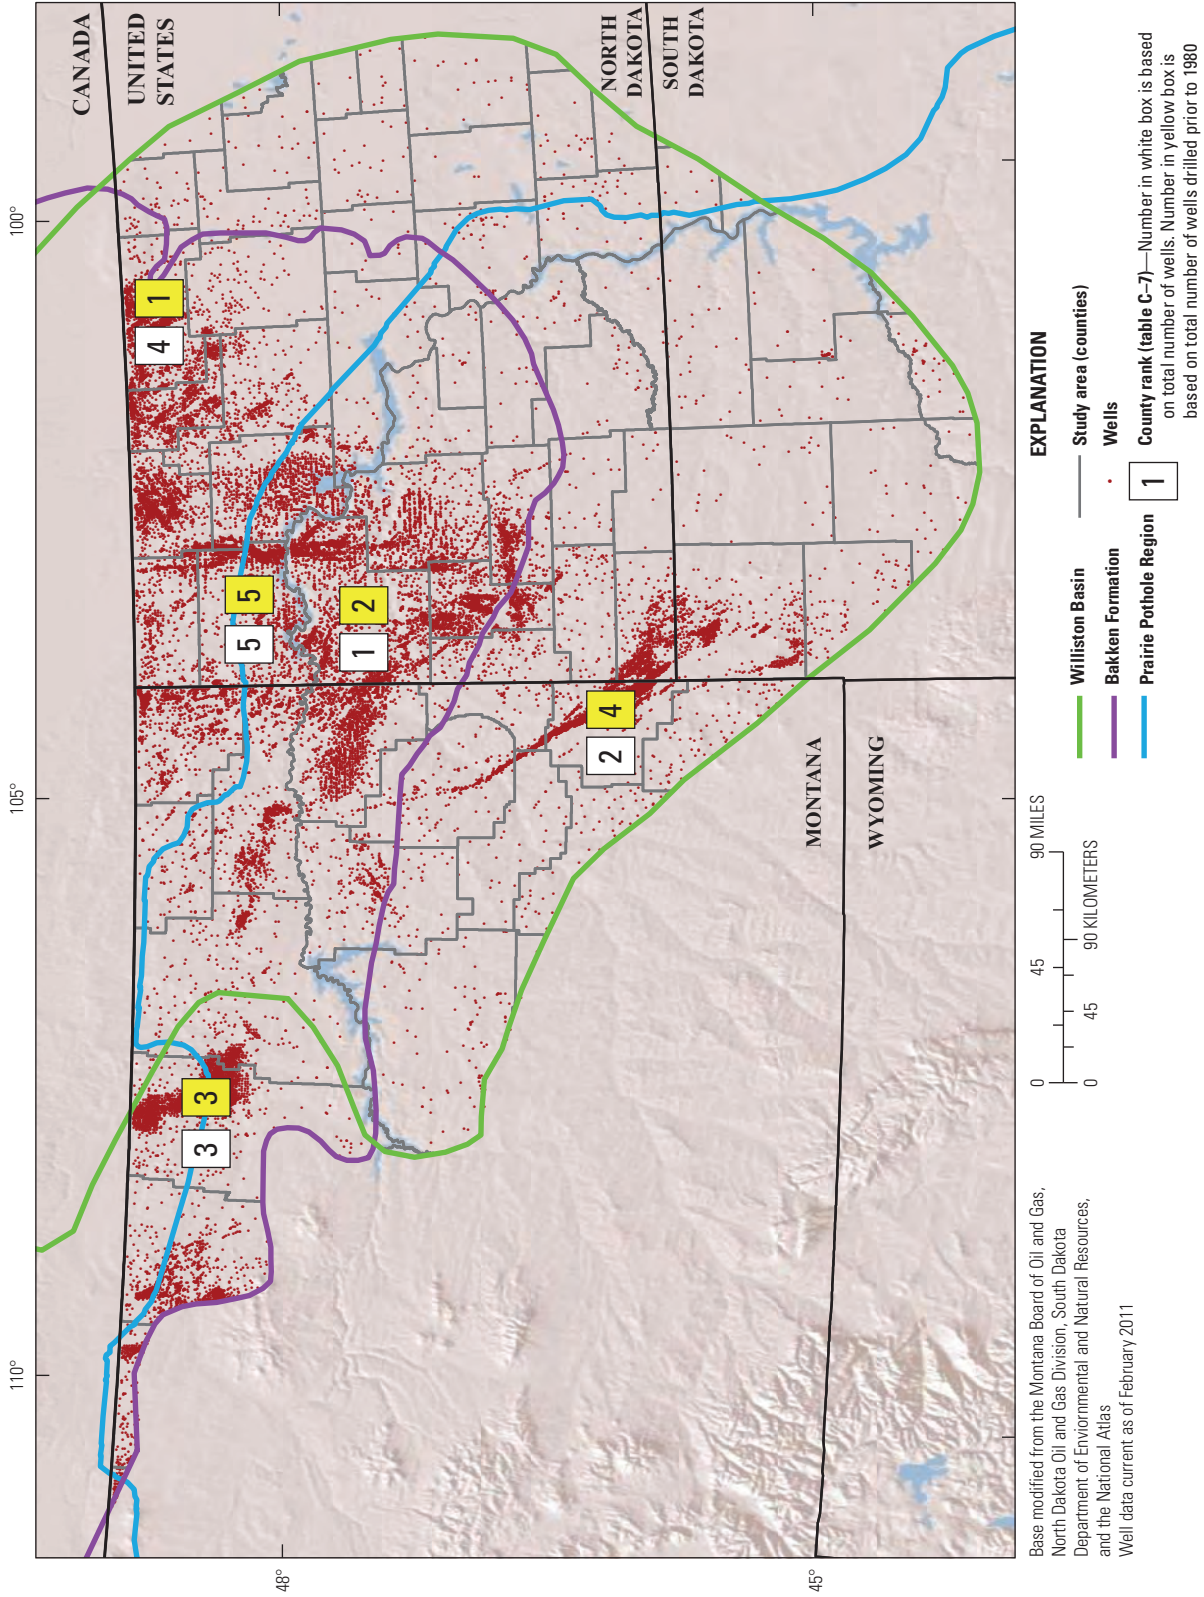 110°
105°
100°
48°
45°
CANADA
UNITED
STATES
NORTH
DAKOTA
SOUTH
DAKOTA
MONTANA
WYOMING
3
3
5
5
1
2
2
4
4
1
Base modified from the Montana Board of Oil and Gas,
North Dakota Oil and Gas Division, South Dakota
Department of Enviornmental and Natural Resources,
and the National Atlas
Well data current as of February 2011
0 45 90 MILES
0 45 90 KILOMETERS
EXPLANATION
Williston Basin
Bakken Formation
Prairie Pothole Region
Study area (counties)
Wells
1 County rank (table C–7)—Number in white box is based
on total number of wells. Number in yellow box is
based on total number of wells drilled prior to 1980